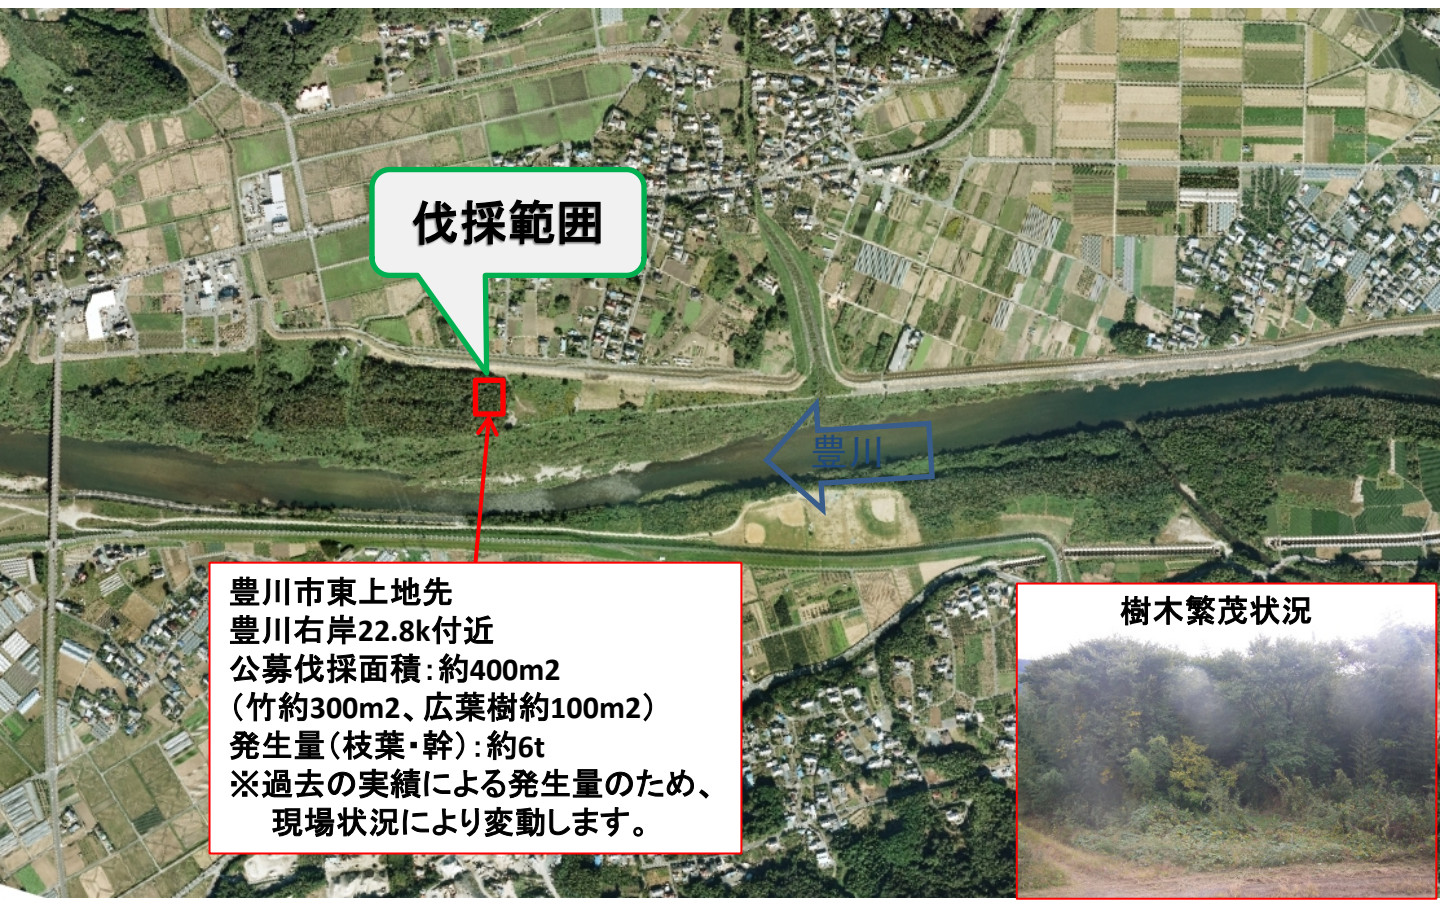 伐採範囲
豊川
豊川市東上地先
豊川右岸22.8k付近
公募伐採面積：約400m2
（竹約300m2、広葉樹約100m2）
発生量（枝葉・幹）：約6t
※過去の実績による発生量のため、
現場状況により変動します。
樹木繁茂状況